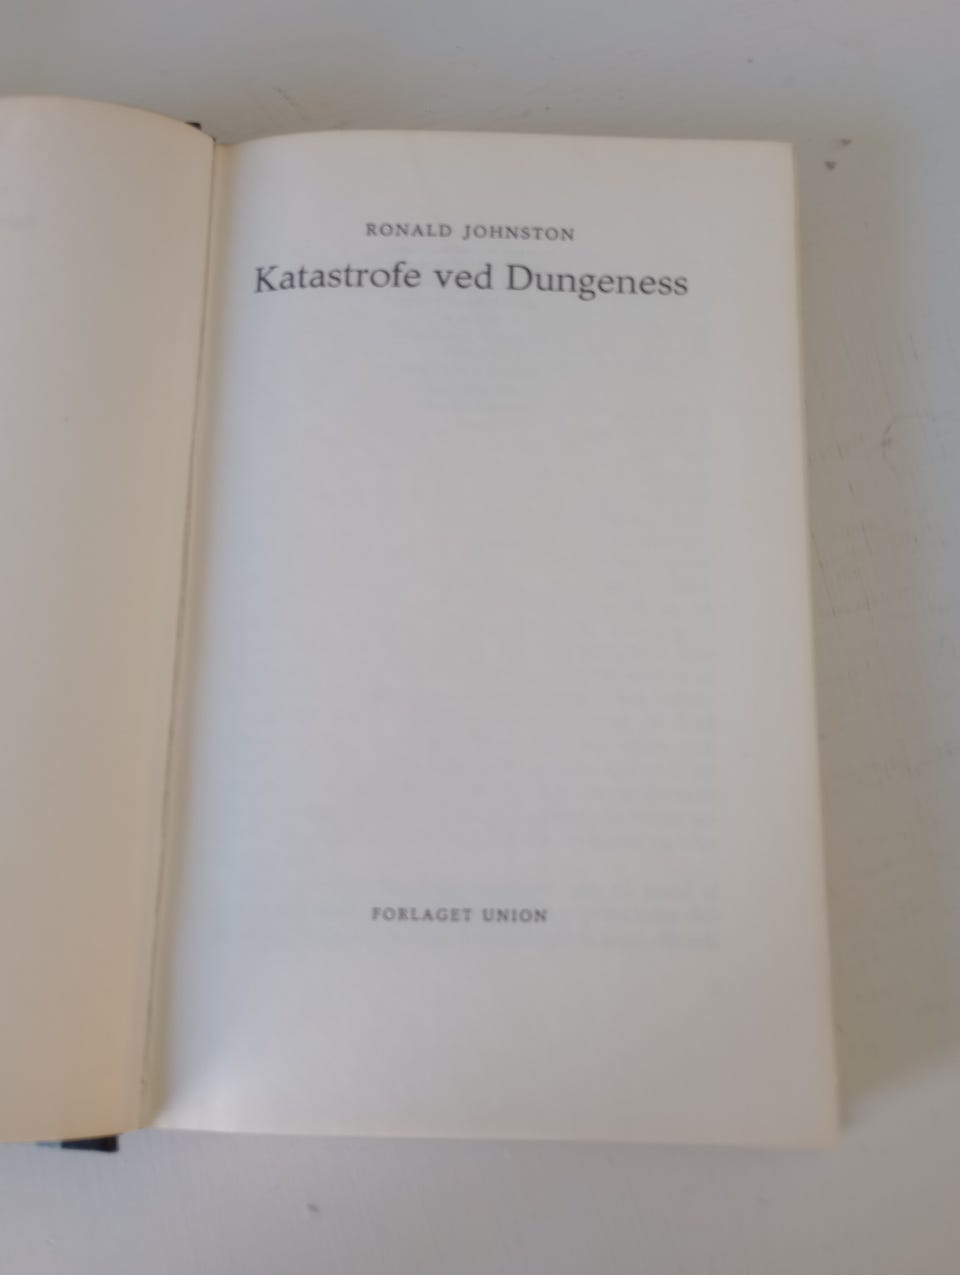 RONALD JOHNSTON
Katastrofe ved Dungeness
FORLAGET UNION